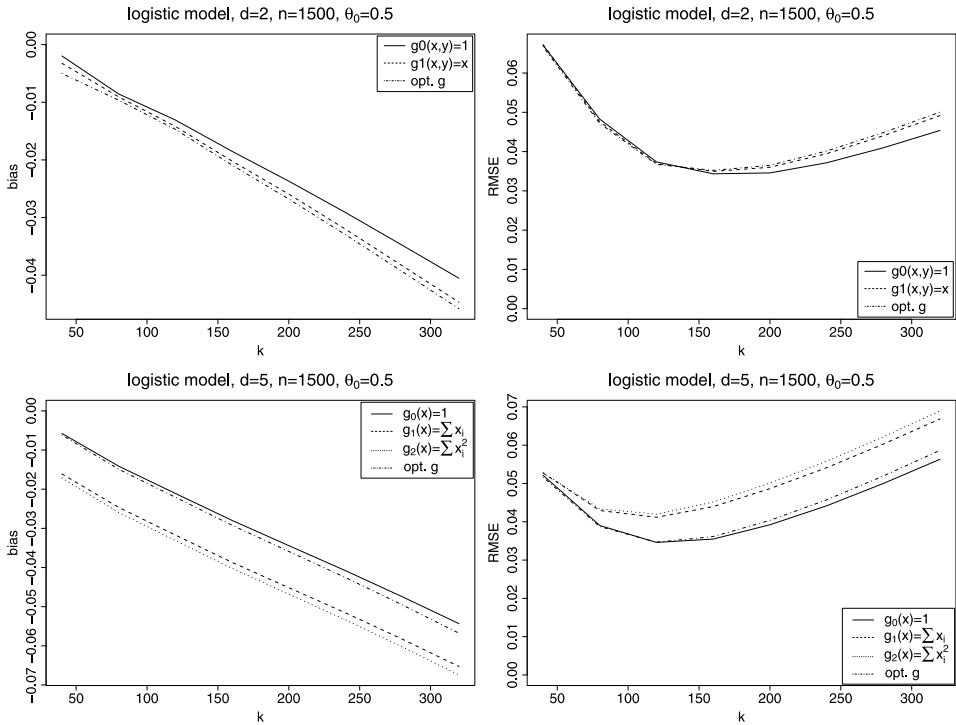 logistic model, d=2, n=1500, θ₀=0.5
g0(x,y)=1
g1(x,y)=x
opt. g
0.00
−0.01
−0.02
−0.03
−0.04
bias
50 100 150 200 250 300
k
logistic model, d=2, n=1500, θ₀=0.5
0.06
0.05
0.04
0.03
0.02
0.01
0.00
RMSE
g0(x,y)=1
g1(x,y)=x
opt. g
50 100 150 200 250 300
k
logistic model, d=5, n=1500, θ₀=0.5
g₀(x)=1
g₁(x)=∑ xᵢ
g₂(x)=∑ xᵢ²
opt. g
0.00
−0.01
−0.02
−0.03
−0.04
−0.05
−0.06
−0.07
bias
50 100 150 200 250 300
k
logistic model, d=5, n=1500, θ₀=0.5
0.07
0.06
0.05
0.04
0.03
0.02
0.01
0.00
RMSE
g₀(x)=1
g₁(x)=∑ xᵢ
g₂(x)=∑ xᵢ²
opt. g
50 100 150 200 250 300
k